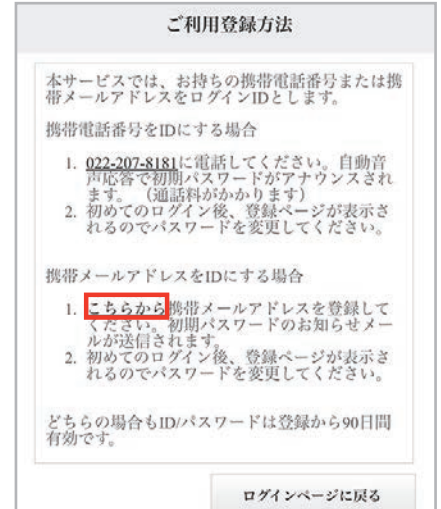 ご利用登録方法
本サービスでは、お持ちの携帯電話番号または携
帯メールアドレスをログインIDとします。
携帯電話番号をIDにする場合
1. 022-207-8181に電話してください。自動音
声応答で初期パスワードがアナウンスされ
ます。（通話料がかかります）
2. 初めてのログイン後、登録ページが表示さ
れるのでパスワードを変更してください。
携帯メールアドレスをIDにする場合
1. こちらから携帯メールアドレスを登録して
ください。初期パスワードのお知らせメー
ルが送信されます。
2. 初めてのログイン後、登録ページが表示さ
れるのでパスワードを変更してください。
どちらの場合もID/パスワードは登録から90日間
有効です。
ログインページに戻る